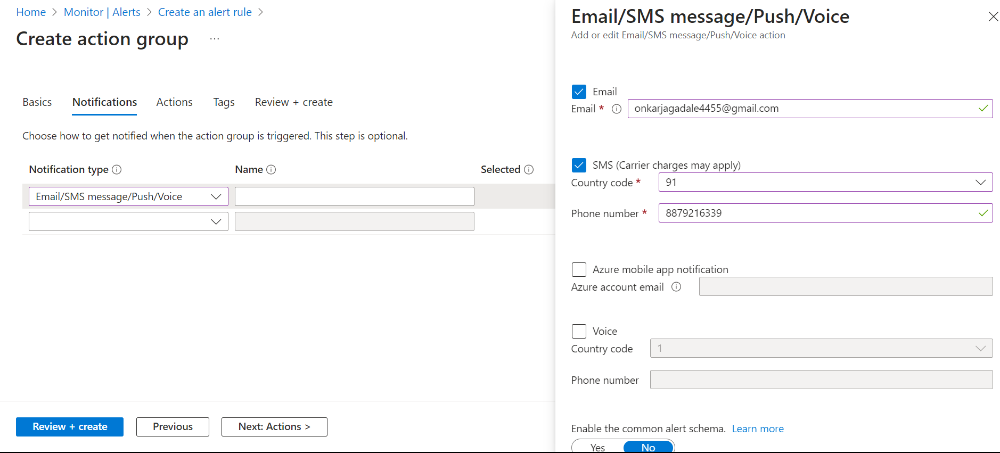 Home > Monitor | Alerts > Create an alert rule >
Create action group ...
Basics Notifications Actions Tags Review + create
Choose how to get notified when the action group is triggered. This step is optional.
Notification type Name Selected
Email/SMS message/Push/Voice
Review + create Previous Next: Actions >
Email/SMS message/Push/Voice
Add or edit Email/SMS message/Push/Voice action
Email
Email * onkarjagadale4455@gmail.com
SMS (Carrier charges may apply)
Country code * 91
Phone number * 8879216339
Azure mobile app notification
Azure account email
Voice
Country code 1
Phone number
Enable the common alert schema. Learn more
Yes No